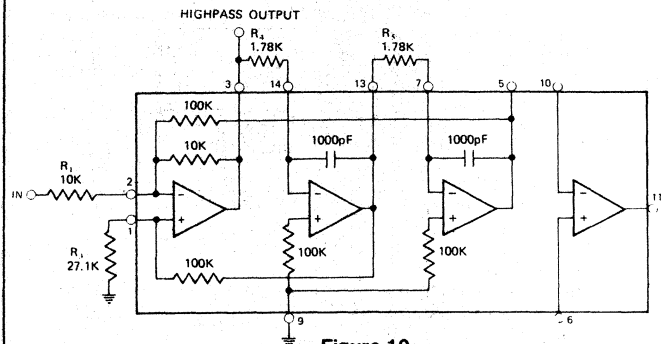 HIGHPASS OUTPUT
R4
1.78K
R5
1.78K
3
14
13
7
5
10
100K
10K
1000pF
1000pF
R1
10K
IN
2
−
+
−
+
−
+
−
+
11
1
R3
27.1K
100K
100K
100K
9
6
Figure 10